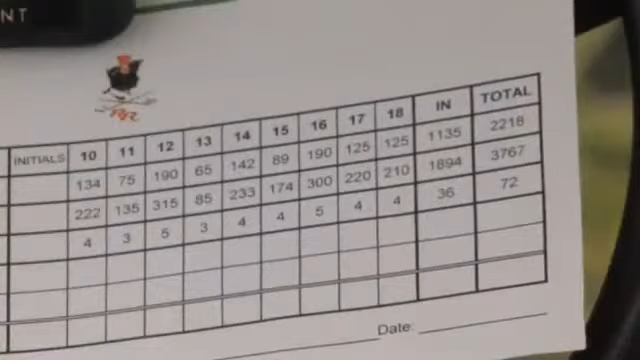 NT
INITIALS 10 11 12 13 14 15 16 17 18 IN TOTAL
134 75 190 65 142 89 190 125 125 1135 2218
222 135 315 85 233 174 300 220 210 1894 3767
4 3 5 3 4 4 5 4 4 36 72
Date: